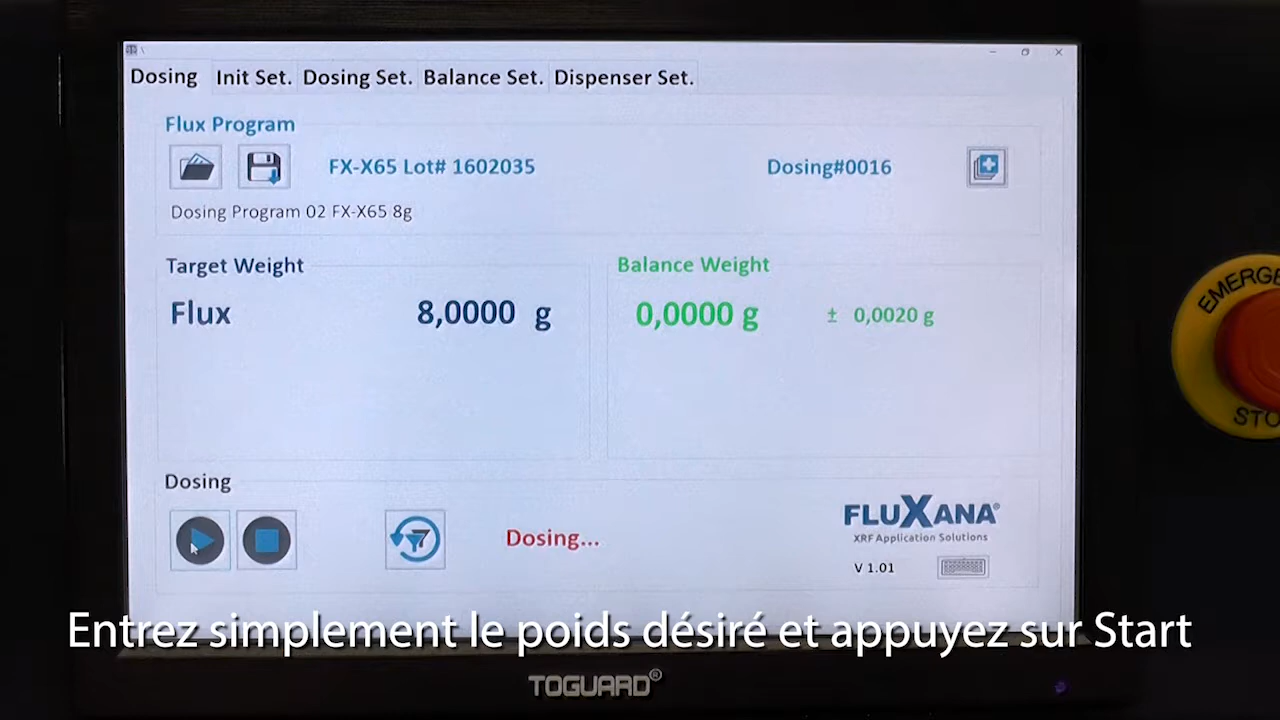 Dosing Init Set. Dosing Set. Balance Set. Dispenser Set.
Flux Program
FX-X65 Lot# 1602035 Dosing#0016
Dosing Program 02 FX-X65 8g
Target Weight Balance Weight
Flux 8,0000 g 0,0000 g ± 0,0020 g
Dosing
Dosing...
FLUXANA®
XRF Application Solutions
V 1.01
Entrez simplement le poids désiré et appuyez sur Start
TOGUARD®